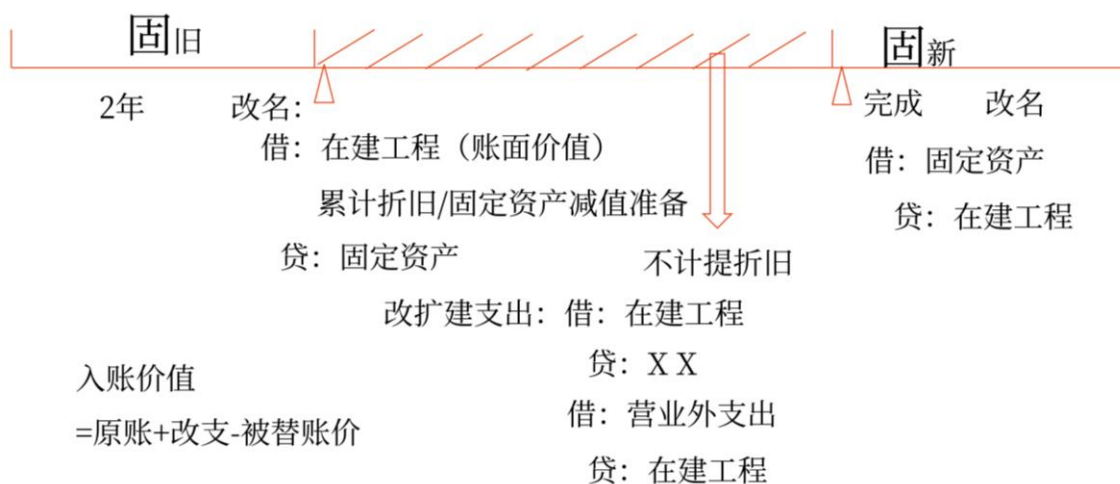 固旧
固新
2年 改名：
完成 改名
借：在建工程（账面价值）
借：固定资产
累计折旧/固定资产减值准备
贷：在建工程
贷：固定资产
不计提折旧
改扩建支出：借：在建工程
贷：X X
入账价值
借：营业外支出
=原账+改支-被替账价
贷：在建工程